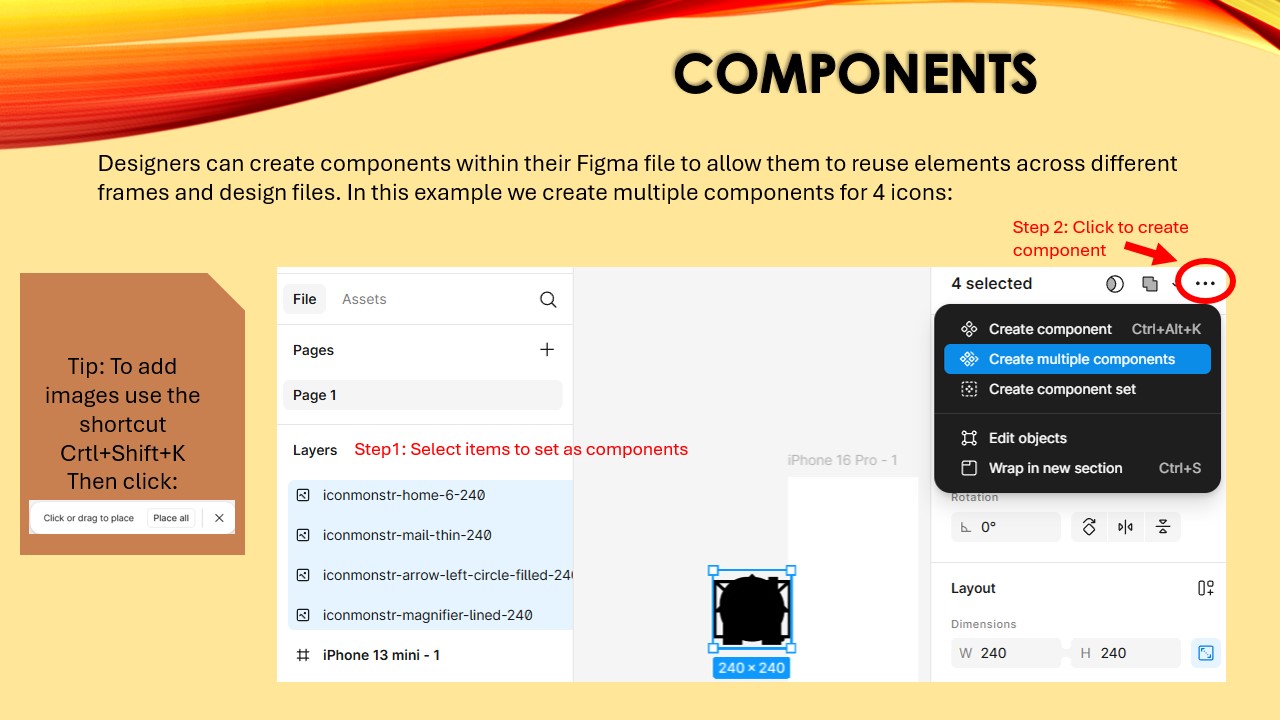 COMPONENTS
Designers can create components within their Figma file to allow them to reuse elements across different
frames and design files. In this example we create multiple components for 4 icons:
Step 2: Click to create
component
Tip: To add
images use the
shortcut
Crtl+Shift+K
Then click:
Click or drag to place Place all
File Assets
Pages
Page 1
Layers
Step1: Select items to set as components
iconmonstr-home-6-240
iconmonstr-mail-thin-240
iconmonstr-arrow-left-circle-filled-240
iconmonstr-magnifier-lined-240
iPhone 13 mini - 1
iPhone 16 Pro - 1
240 × 240
4 selected
Create component Ctrl+Alt+K
Create multiple components
Create component set
Edit objects
Wrap in new section Ctrl+S
Rotation
0°
Layout
Dimensions
W 240 H 240